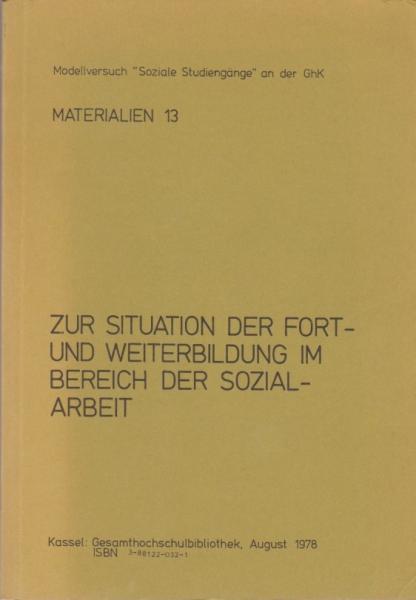 Modellversuch "Soziale Studiengänge" an der GhK
MATERIALIEN 13
ZUR SITUATION DER FORT-
UND WEITERBILDUNG IM
BEREICH DER SOZIAL-
ARBEIT
Kassel: Gesamthochschulbibliothek, August 1978
ISBN 3-88122-032-1